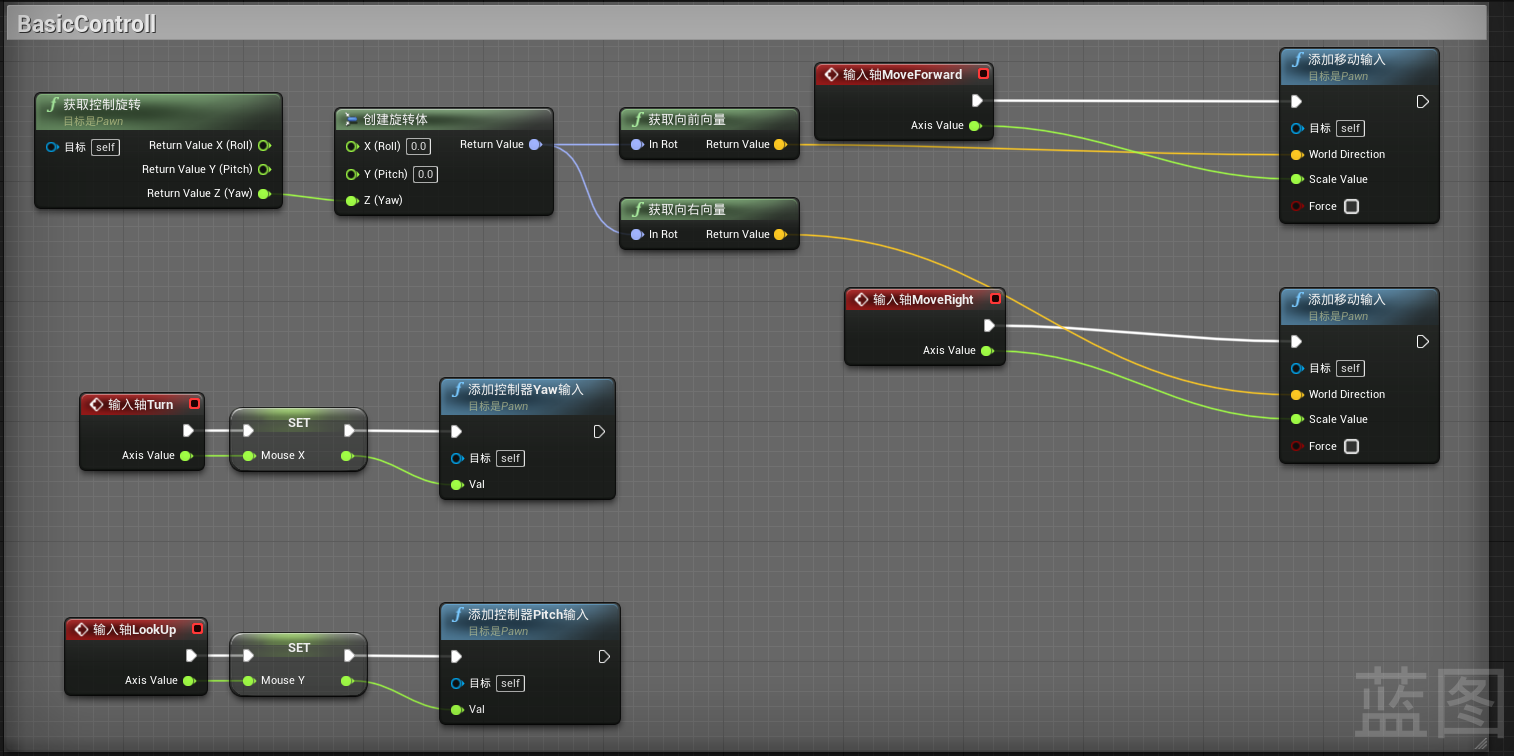 BasicControll
获取控制旋转
目标是Pawn
目标 self
Return Value X (Roll)
Return Value Y (Pitch)
Return Value Z (Yaw)
创建旋转体
X (Roll) 0.0
Return Value
Y (Pitch) 0.0
Z (Yaw)
获取向前向量
In Rot Return Value
获取向右向量
In Rot Return Value
输入轴MoveForward
Axis Value
添加移动输入
目标是Pawn
目标 self
World Direction
Scale Value
Force
输入轴MoveRight
Axis Value
添加移动输入
目标是Pawn
目标 self
World Direction
Scale Value
Force
输入轴Turn
Axis Value
SET
Mouse X
添加控制器Yaw输入
目标是Pawn
目标 self
Val
输入轴LookUp
Axis Value
SET
Mouse Y
添加控制器Pitch输入
目标是Pawn
目标 self
Val
蓝图